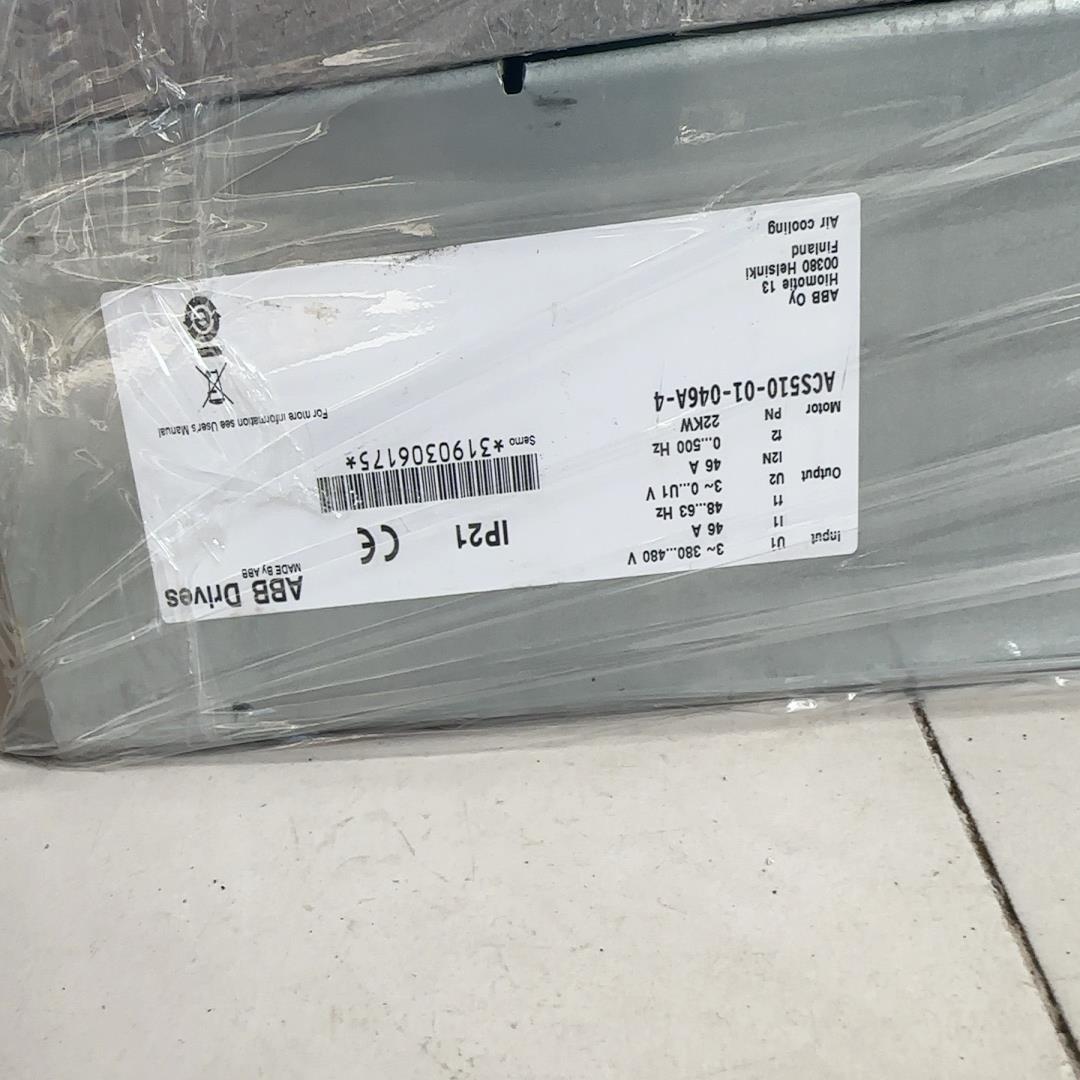 ABB Drives
MADE By ABB
Input U1 3~ 380...480 V
I1 46 A
f1 48...63 Hz
Output U2 3~ 0...U1 V
I2N 46 A
f2 0...500 Hz
Motor PN 22KW
ACS510-01-046A-4
IP21
CE
Serno *3190306175*
For more information see User's Manual
ABB Oy
Hiomotie 13
00380 Helsinki
Finland
Air cooling